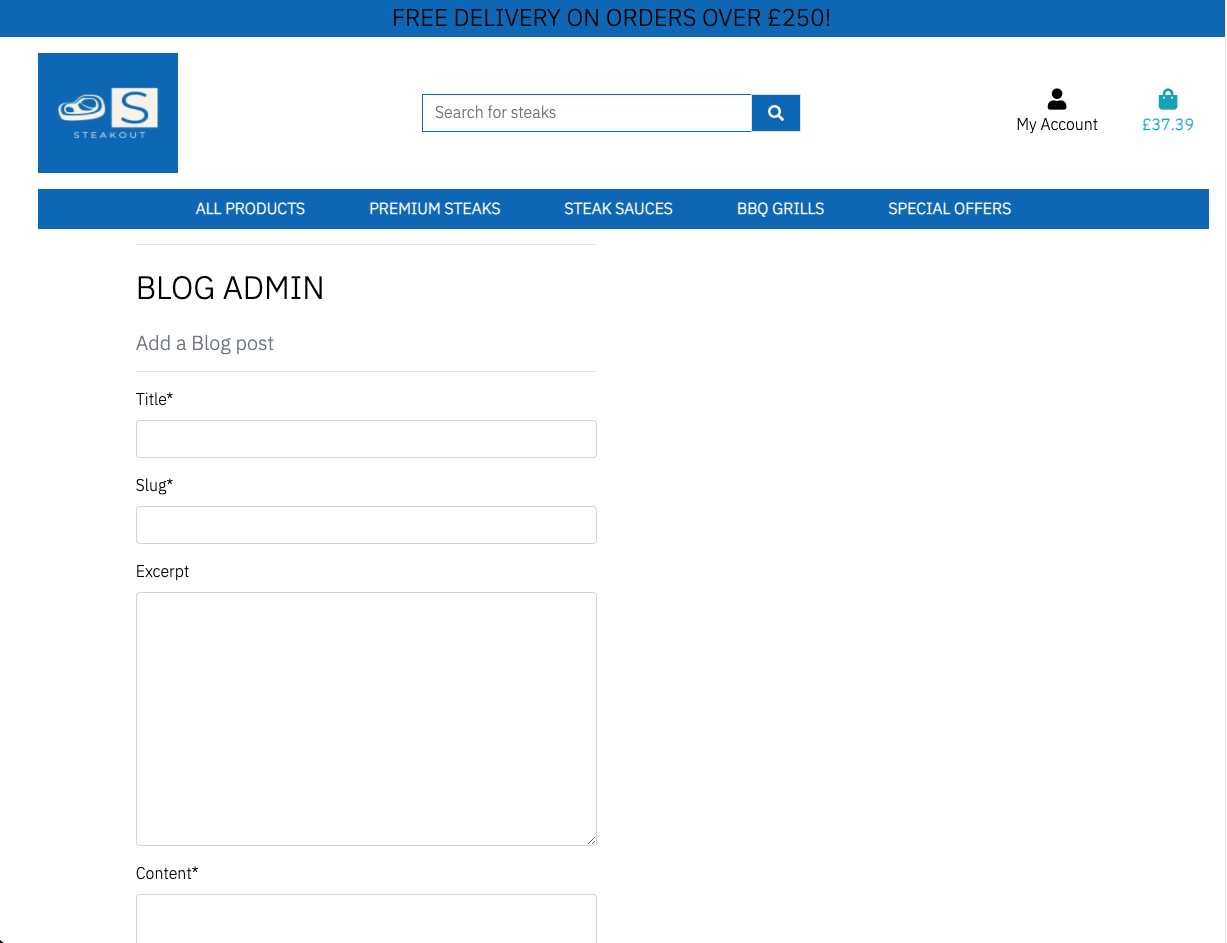 FREE DELIVERY ON ORDERS OVER £250!
S
STEAKOUT
Search for steaks
My Account
£37.39
ALL PRODUCTS PREMIUM STEAKS STEAK SAUCES BBQ GRILLS SPECIAL OFFERS
BLOG ADMIN
Add a Blog post
Title*
Slug*
Excerpt
Content*